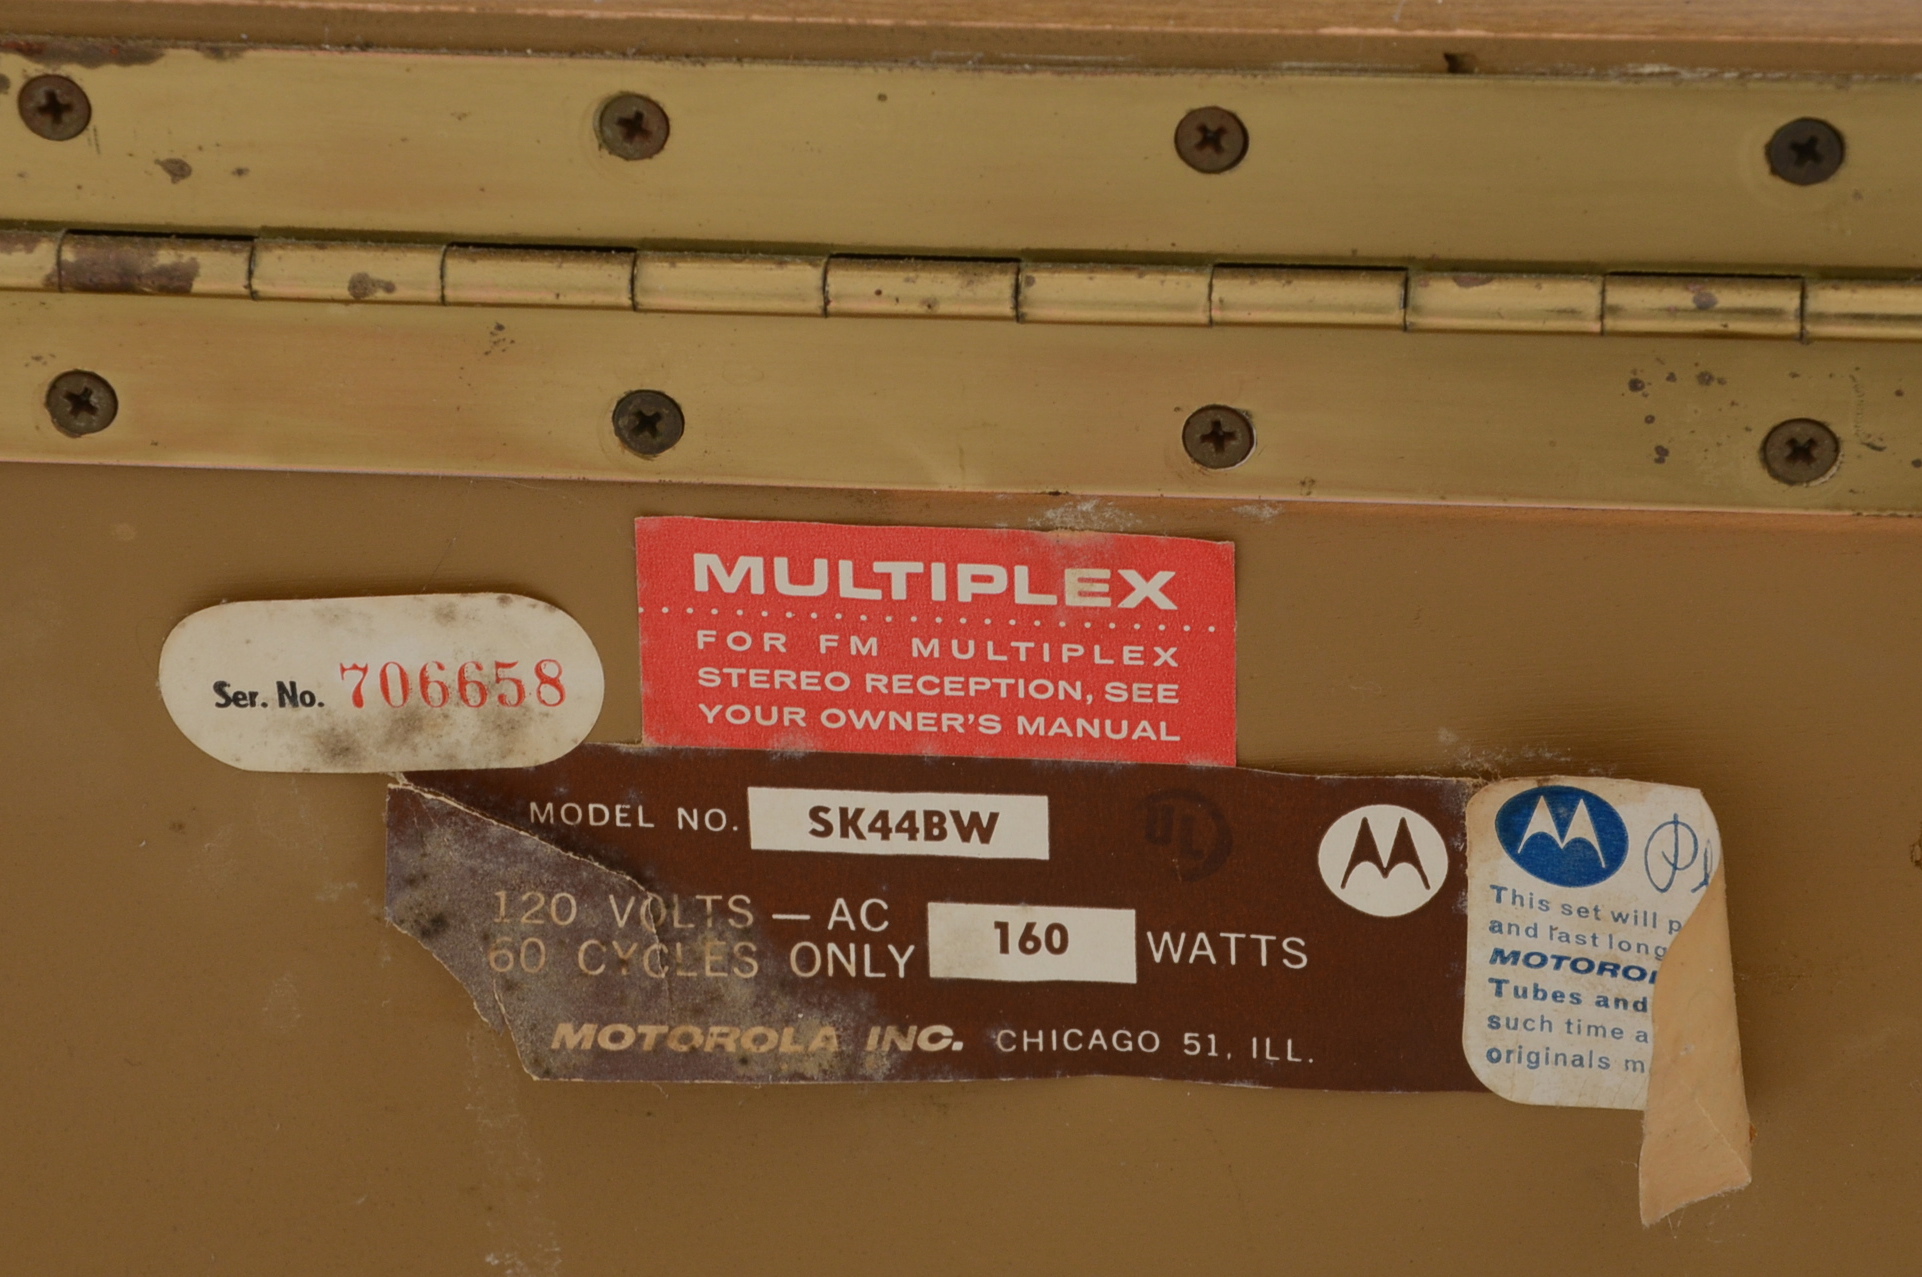 Ser. No. 706658
MULTIPLEX
FOR FM MULTIPLEX
STEREO RECEPTION, SEE
YOUR OWNER'S MANUAL
MODEL NO. SK44BW
UL
120 VOLTS — AC
60 CYCLES ONLY 160 WATTS
MOTOROLA INC. CHICAGO 51, ILL.
This set will
and last long
Tubes and
such time a
originals